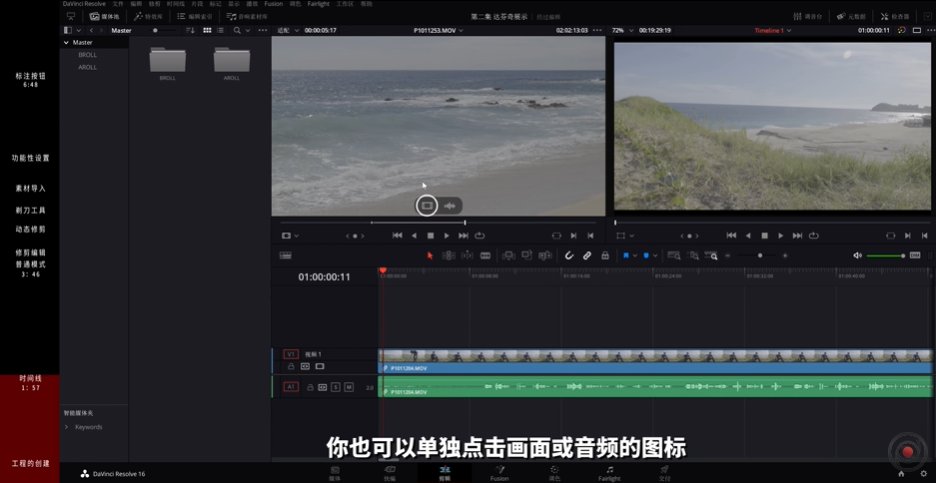 DaVinci Resolve 文件 编辑 修剪 时间线 片段 标记 显示 播放 Fusion 调色 Fairlight 工作区 帮助
媒体池 特效库 编辑索引 音响素材库
第二集 达芬奇展示
调音台 元数据 检查器
Master
适配 00:00:05:17 P1011253.MOV 02:02:13:03
72% 00:19:29:19 Timeline 1 01:00:00:11
Master
BROLL
AROLL
BROLL AROLL
标注按钮
6:48
功能性设置
素材导入
剃刀工具
动态修剪
修剪编辑
普通模式
3:46
时间线
1:57
工程的创建
01:00:00:11
V1 视频 1
P1011254.MOV
A1 S M 2.0
P1011254.MOV
智能媒体夹
Keywords
你也可以单独点击画面或音频的图标
DaVinci Resolve 16
媒体 快编 剪辑 Fusion 调色 Fairlight 交付